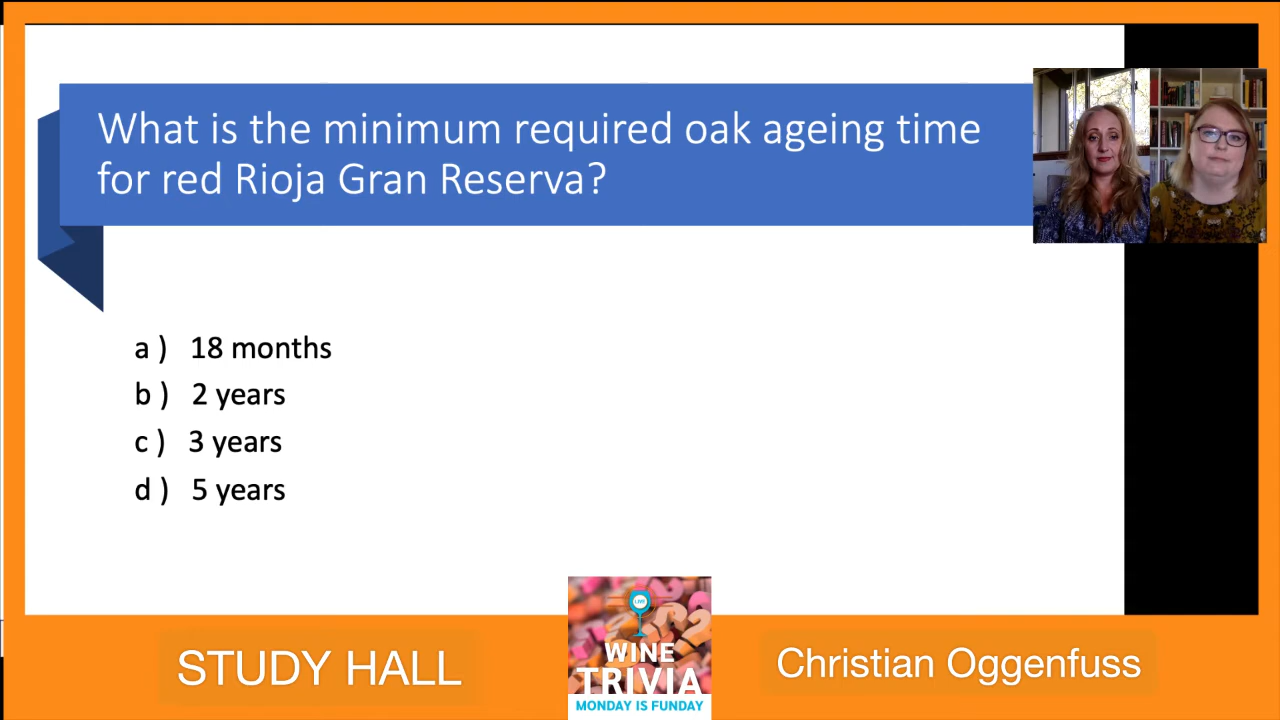 What is the minimum required oak ageing time
for red Rioja Gran Reserva?
a ) 18 months
b ) 2 years
c ) 3 years
d ) 5 years
STUDY HALL
LIVE
WINE
TRIVIA
MONDAY IS FUNDAY
Christian Oggenfuss